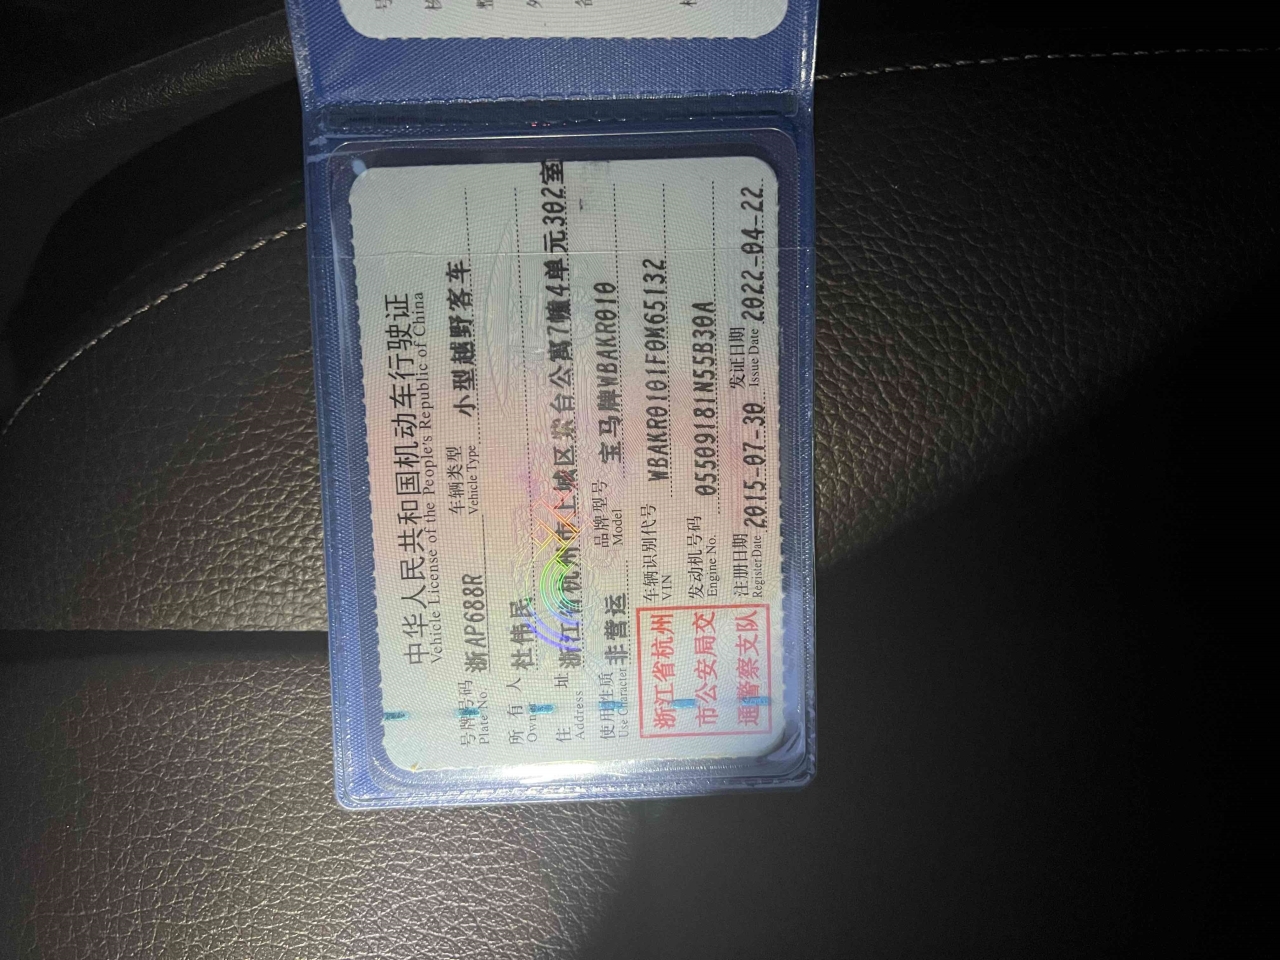 中华人民共和国机动车行驶证
Vehicle License of the People's Republic of China
号牌号码 浙AP688R 车辆类型 小型越野客车
Plate No. Vehicle Type
所有人 杜伟民
Owner
住址 浙江省杭州市上城区紫台公寓7幢4单元302室
Address
使用性质 非营运 品牌型号 宝马牌WBAKR010
Use Character Model
浙江省杭州市公安局交通警察支队
车辆识别代号 WBAKR0101F0M65132
VIN
发动机号码 05509181N55B30A
Engine No.
注册日期 2015-07-30 发证日期 2022-04-22
Register Date Issue Date